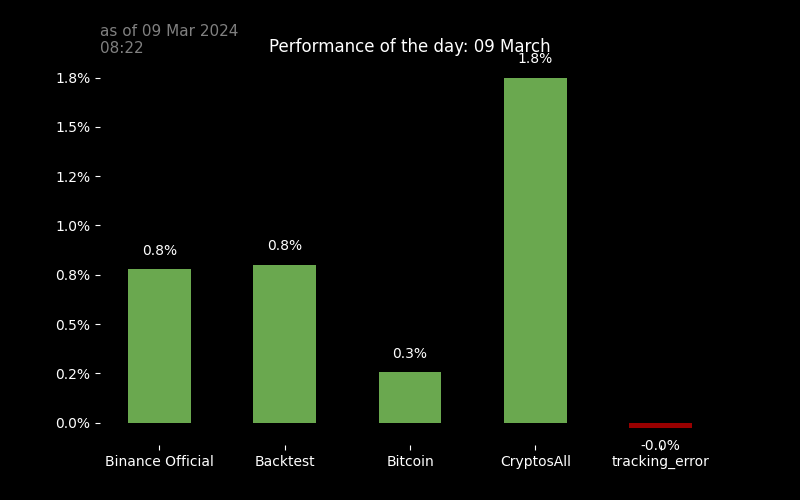 as of 09 Mar 2024
08:22
Performance of the day: 09 March
1.8%
1.8%
1.5%
1.2%
1.0%
0.8%
0.8%
0.8%
0.5%
0.3%
0.2%
0.0%
-0.0%
Binance Official
Backtest
Bitcoin
CryptosAll
tracking_error